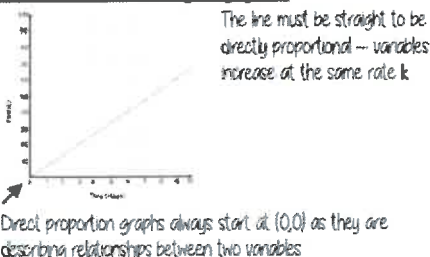 The line must be straight to be
directly proportional – variables
increase at the same rate k
Direct proportion graphs always start at (0,0) as they are
describing relationships between two variables